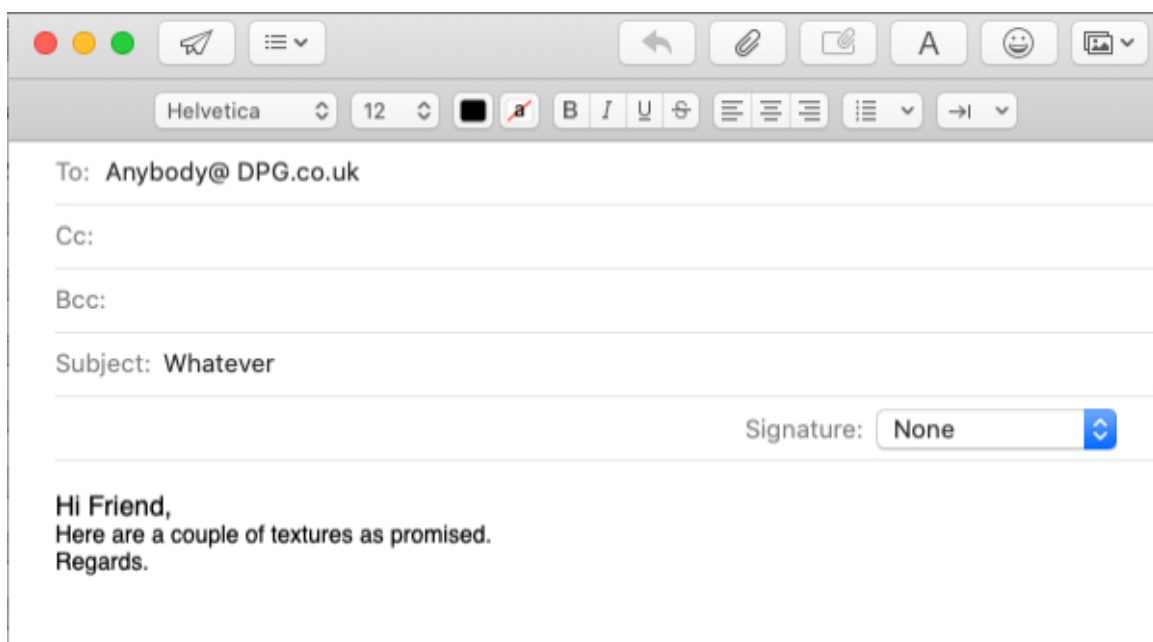 Helvetica 12 a B I U S
A
To: Anybody@ DPG.co.uk
Cc:
Bcc:
Subject: Whatever
Signature: None
Hi Friend,
Here are a couple of textures as promised.
Regards.